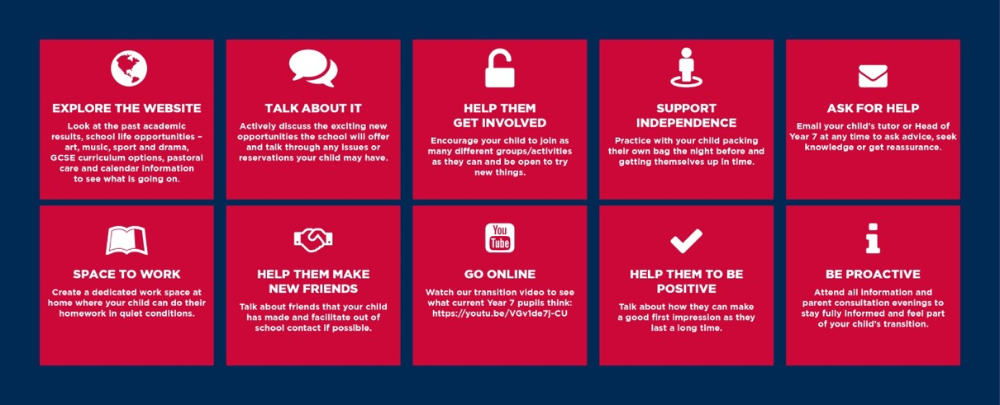 EXPLORE THE WEBSITE
Look at the past academic
results, school life opportunities –
art, music, sport and drama,
GCSE curriculum options, pastoral
care and calendar information
to see what is going on.
TALK ABOUT IT
Actively discuss the exciting new
opportunities the school will offer
and talk through any issues or
reservations your child may have.
HELP THEM
GET INVOLVED
Encourage your child to join as
many different groups/activities
as they can and be open to try
new things.
SUPPORT
INDEPENDENCE
Practice with your child packing
their own bag the night before and
getting themselves up in time.
ASK FOR HELP
Email your child's tutor or Head of
Year 7 at any time to ask advice, seek
knowledge or get reassurance.
SPACE TO WORK
Create a dedicated work space at
home where your child can do their
homework in quiet conditions.
HELP THEM MAKE
NEW FRIENDS
Talk about friends that your child
has made and facilitate out of
school contact if possible.
You
Tube
GO ONLINE
Watch our transition video to see
what current Year 7 pupils think:
https://youtu.be/VGv1de7j-CU
HELP THEM TO BE
POSITIVE
Talk about how they can make
a good first impression as they
last a long time.
BE PROACTIVE
Attend all information and
parent consultation evenings to
stay fully informed and feel part
of your child's transition.